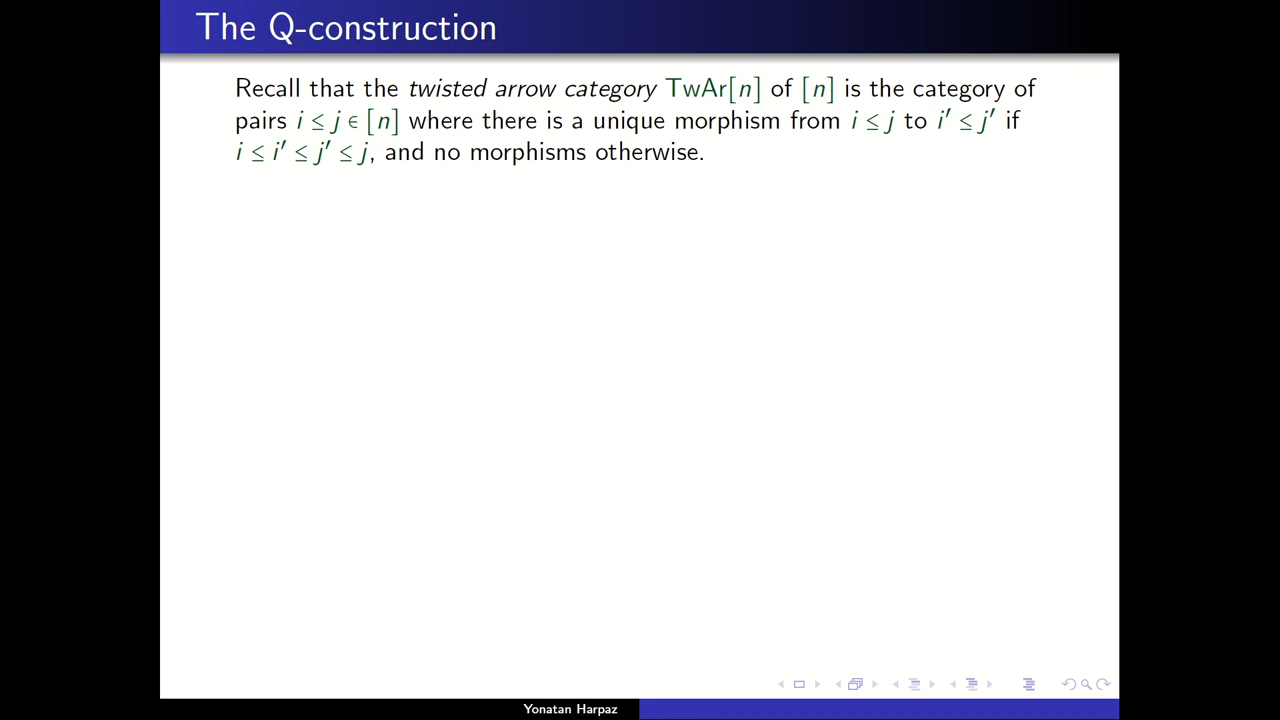 The Q-construction
Recall that the twisted arrow category TwAr[n] of [n] is the category of
pairs i ≤ j ∈ [n] where there is a unique morphism from i ≤ j to i′ ≤ j′ if
i ≤ i′ ≤ j′ ≤ j, and no morphisms otherwise.
Yonatan Harpaz